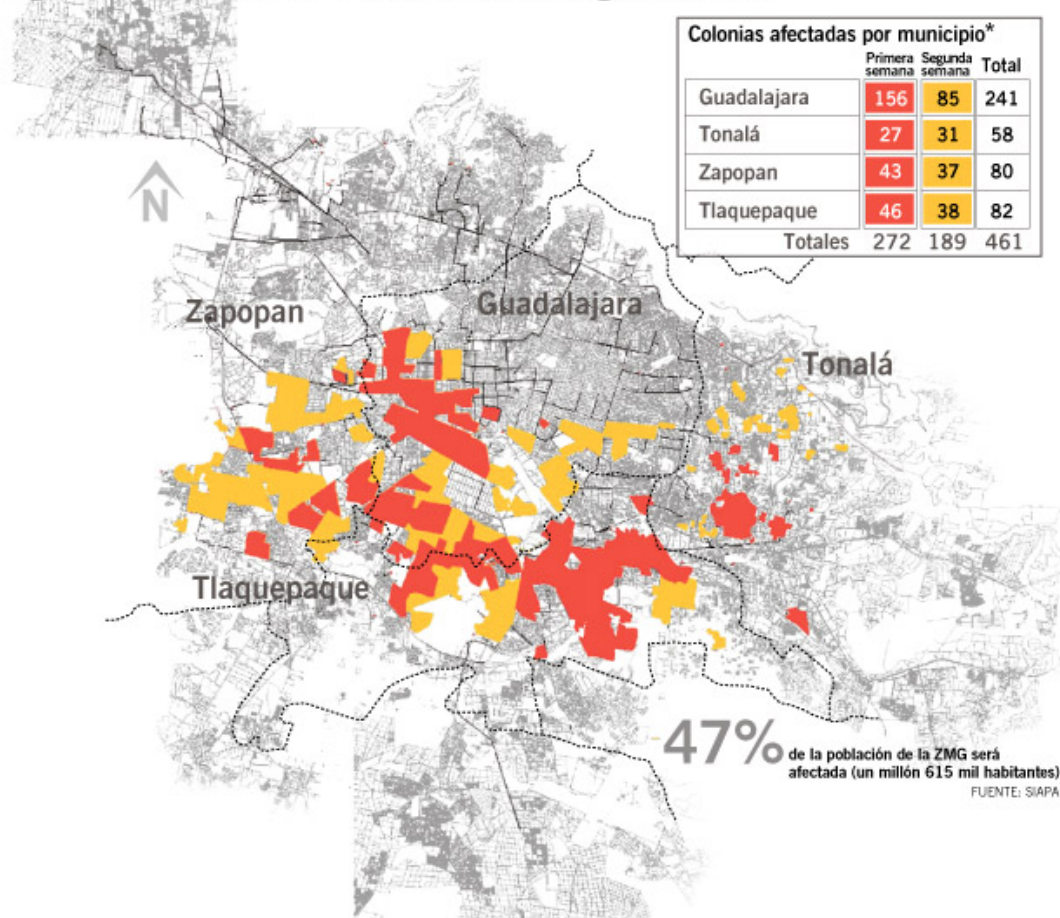 Colonias afectadas por municipio*
Primera semana Segunda semana Total
Guadalajara 156 85 241
Tonalá 27 31 58
Zapopan 43 37 80
Tlaquepaque 46 38 82
Totales 272 189 461
N
Zapopan
Guadalajara
Tonalá
Tlaquepaque
47% de la población de la ZMG será
afectada (un millón 615 mil habitantes)
FUENTE: SIAPA